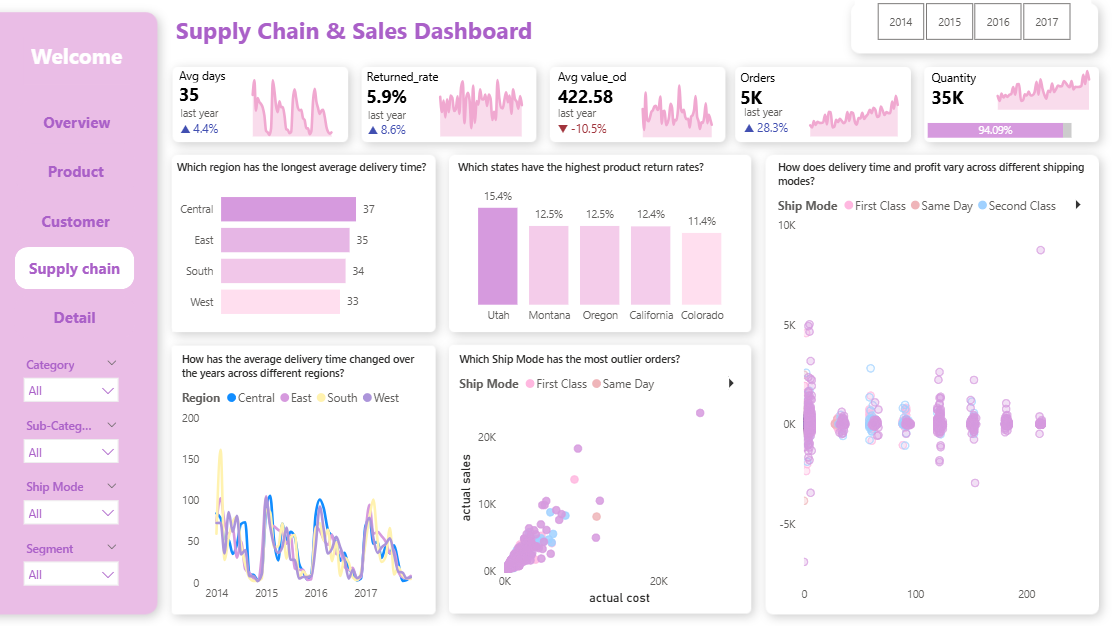 Welcome
Overview
Product
Customer
Supply chain
Detail
Category
All
Sub-Categ...
All
Ship Mode
All
Segment
All
Supply Chain & Sales Dashboard
2014 2015 2016 2017
Avg days
35
last year
▲ 4.4%
Returned_rate
5.9%
last year
▲ 8.6%
Avg value_od
422.58
last year
▼ -10.5%
Orders
5K
last year
▲ 28.3%
Quantity
35K
94.09%
Which region has the longest average delivery time?
Central 37
East 35
South 34
West 33
Which states have the highest product return rates?
15.4% 12.5% 12.5% 12.4% 11.4%
Utah Montana Oregon California Colorado
How does delivery time and profit vary across different shipping
modes?
Ship Mode First Class Same Day Second Class
10K
5K
0K
-5K
0 100 200
How has the average delivery time changed over
the years across different regions?
Region Central East South West
200
150
100
50
0
2014 2015 2016 2017
Which Ship Mode has the most outlier orders?
Ship Mode First Class Same Day
actual sales
20K
10K
0K
0K 20K
actual cost